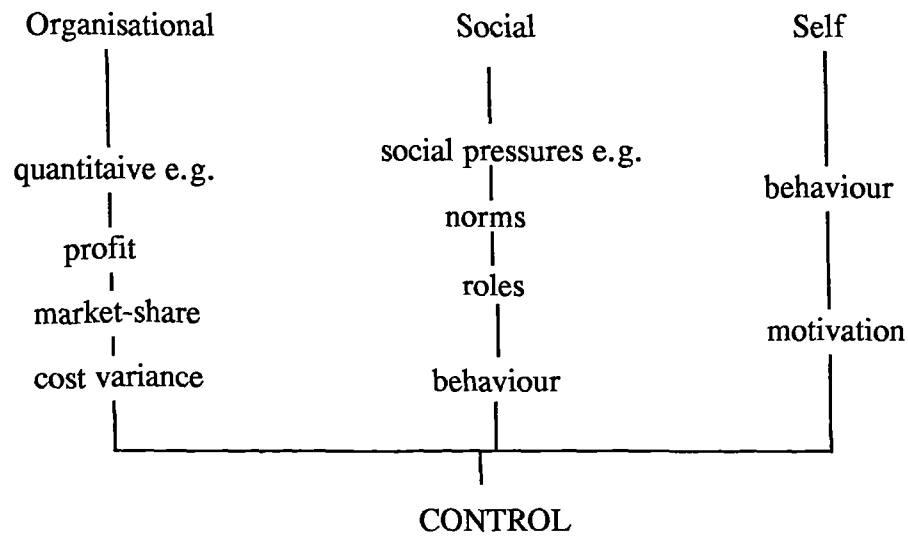 Organisational
quantitaive e.g.
profit
market-share
cost variance
Social
social pressures e.g.
norms
roles
behaviour
Self
behaviour
motivation
CONTROL